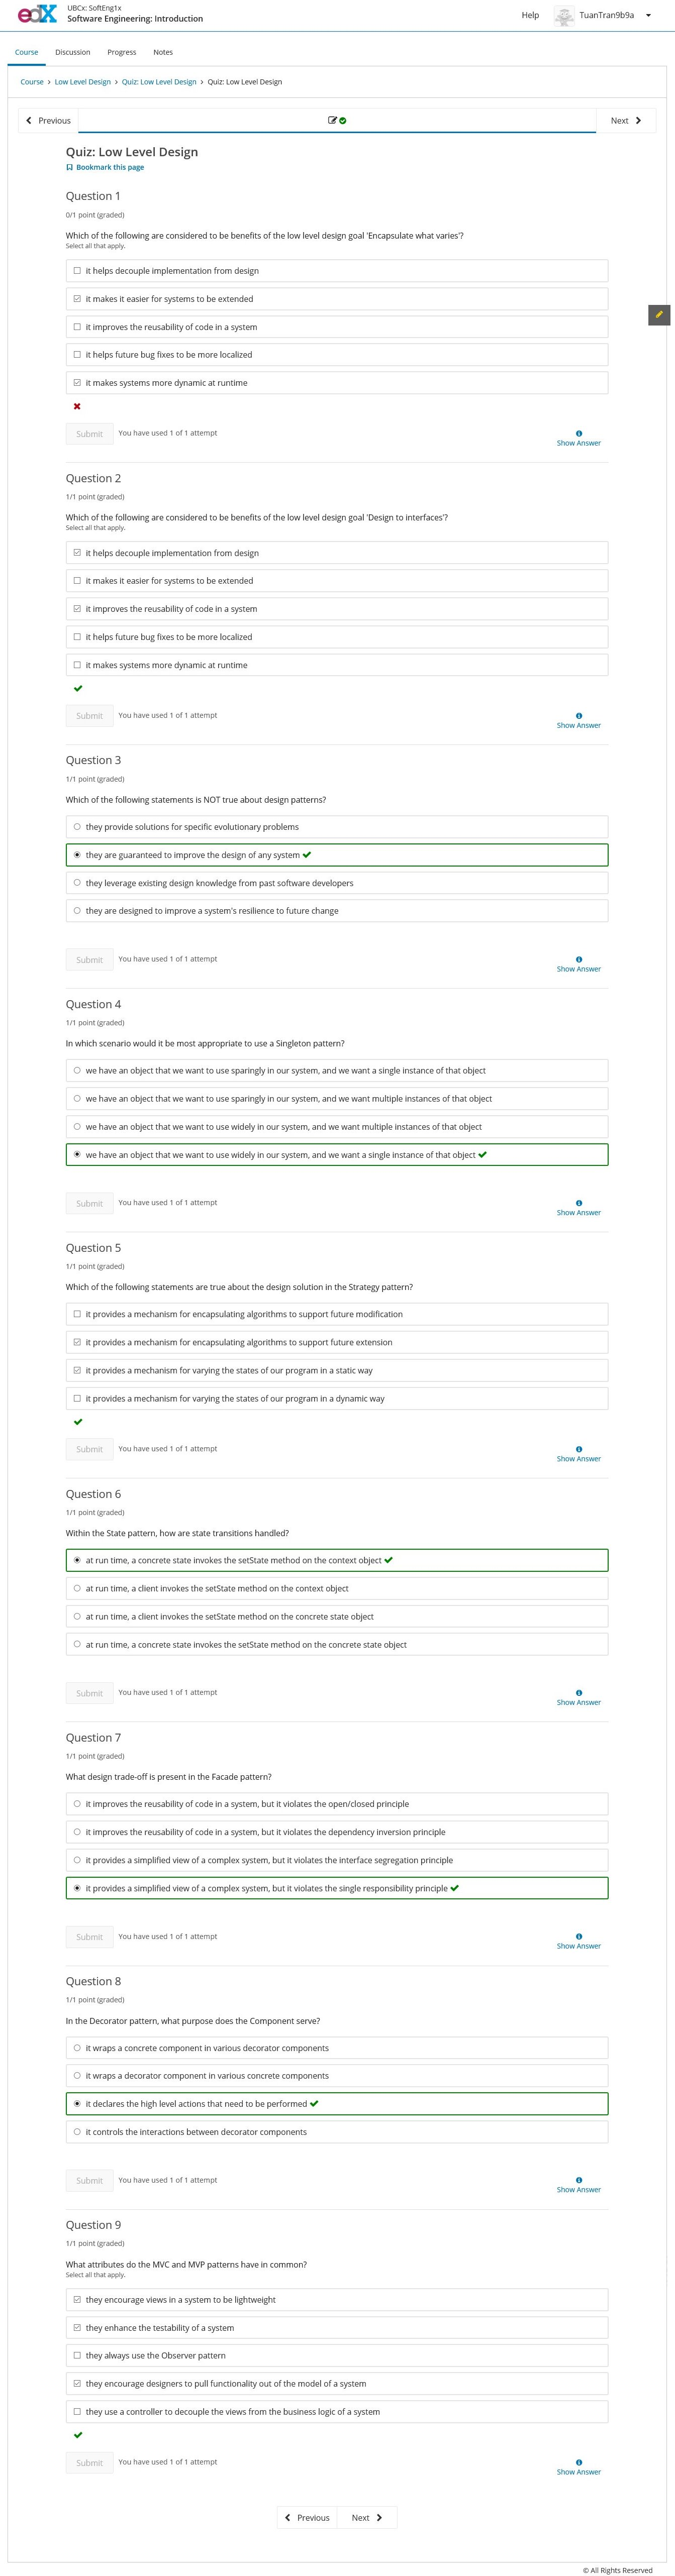 edX
UBCx: SoftEng1x
Software Engineering: Introduction
Help
TuanTran9b9a
Course
Discussion
Progress
Notes
Course > Low Level Design > Quiz: Low Level Design > Quiz: Low Level Design
Previous
Next
Quiz: Low Level Design
Bookmark this page
Question 1
0/1 point (graded)
Which of the following are considered to be benefits of the low level design goal 'Encapsulate what varies'?
Select all that apply.
it helps decouple implementation from design
it makes it easier for systems to be extended
it improves the reusability of code in a system
it helps future bug fixes to be more localized
it makes systems more dynamic at runtime
Submit
You have used 1 of 1 attempt
Show Answer
Question 2
1/1 point (graded)
Which of the following are considered to be benefits of the low level design goal 'Design to interfaces'?
Select all that apply.
it helps decouple implementation from design
it makes it easier for systems to be extended
it improves the reusability of code in a system
it helps future bug fixes to be more localized
it makes systems more dynamic at runtime
Submit
You have used 1 of 1 attempt
Show Answer
Question 3
1/1 point (graded)
Which of the following statements is NOT true about design patterns?
they provide solutions for specific evolutionary problems
they are guaranteed to improve the design of any system
they leverage existing design knowledge from past software developers
they are designed to improve a system's resilience to future change
Submit
You have used 1 of 1 attempt
Show Answer
Question 4
1/1 point (graded)
In which scenario would it be most appropriate to use a Singleton pattern?
we have an object that we want to use sparingly in our system, and we want a single instance of that object
we have an object that we want to use sparingly in our system, and we want multiple instances of that object
we have an object that we want to use widely in our system, and we want multiple instances of that object
we have an object that we want to use widely in our system, and we want a single instance of that object
Submit
You have used 1 of 1 attempt
Show Answer
Question 5
1/1 point (graded)
Which of the following statements are true about the design solution in the Strategy pattern?
it provides a mechanism for encapsulating algorithms to support future modification
it provides a mechanism for encapsulating algorithms to support future extension
it provides a mechanism for varying the states of our program in a static way
it provides a mechanism for varying the states of our program in a dynamic way
Submit
You have used 1 of 1 attempt
Show Answer
Question 6
1/1 point (graded)
Within the State pattern, how are state transitions handled?
at run time, a concrete state invokes the setState method on the context object
at run time, a client invokes the setState method on the context object
at run time, a client invokes the setState method on the concrete state object
at run time, a concrete state invokes the setState method on the concrete state object
Submit
You have used 1 of 1 attempt
Show Answer
Question 7
1/1 point (graded)
What design trade-off is present in the Facade pattern?
it improves the reusability of code in a system, but it violates the open/closed principle
it improves the reusability of code in a system, but it violates the dependency inversion principle
it provides a simplified view of a complex system, but it violates the interface segregation principle
it provides a simplified view of a complex system, but it violates the single responsibility principle
Submit
You have used 1 of 1 attempt
Show Answer
Question 8
1/1 point (graded)
In the Decorator pattern, what purpose does the Component serve?
it wraps a concrete component in various decorator components
it wraps a decorator component in various concrete components
it declares the high level actions that need to be performed
it controls the interactions between decorator components
Submit
You have used 1 of 1 attempt
Show Answer
Question 9
1/1 point (graded)
What attributes do the MVC and MVP patterns have in common?
Select all that apply.
they encourage views in a system to be lightweight
they enhance the testability of a system
they always use the Observer pattern
they encourage designers to pull functionality out of the model of a system
they use a controller to decouple the views from the business logic of a system
Submit
You have used 1 of 1 attempt
Show Answer
Previous
Next
© All Rights Reserved